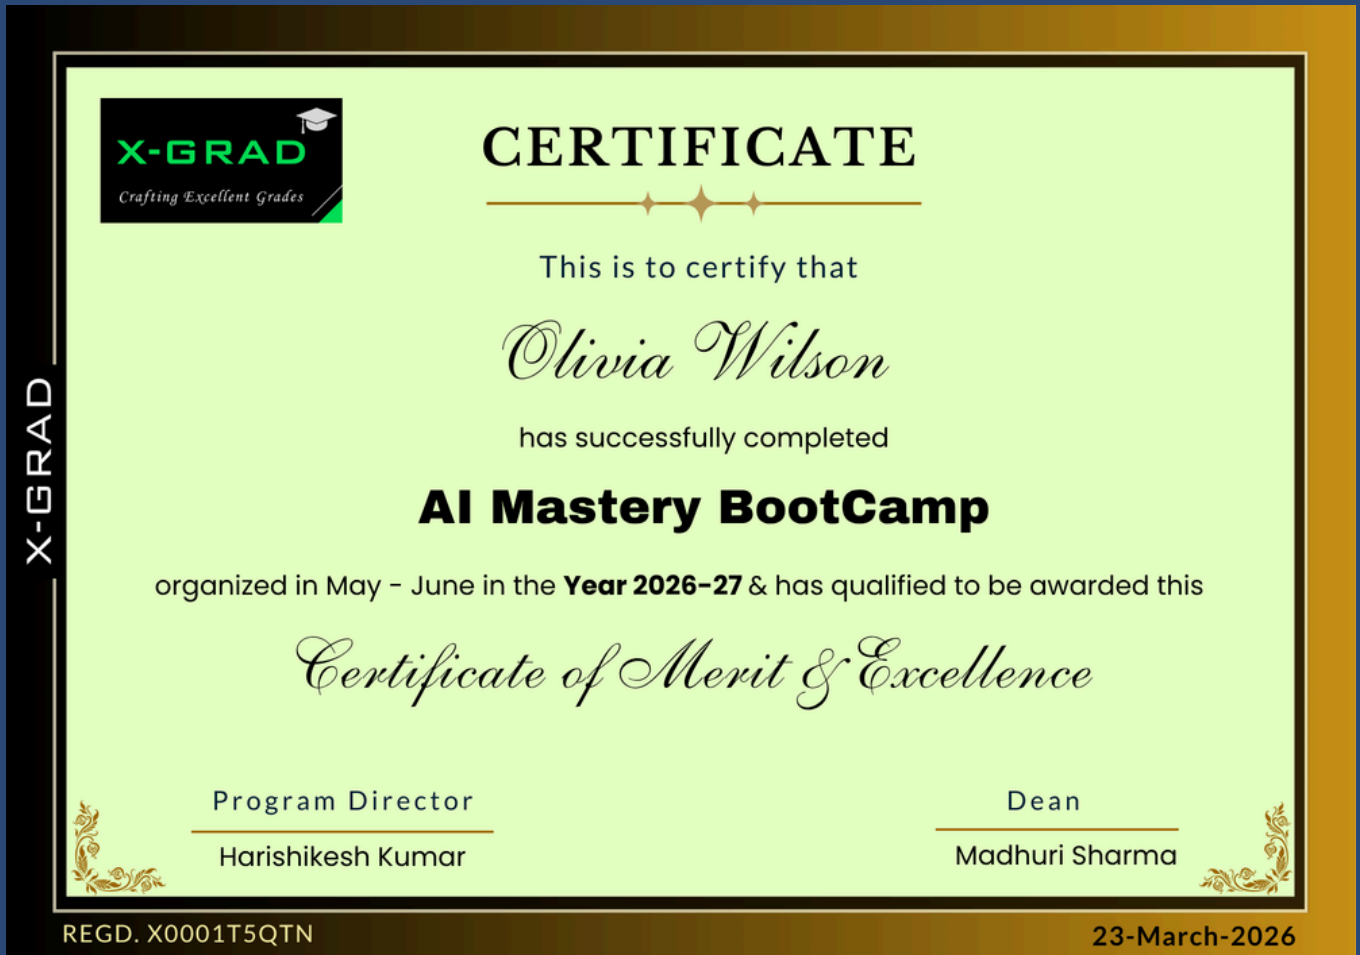 X-GRAD
Crafting Excellent Grades
CERTIFICATE
This is to certify that
Olivia Wilson
has successfully completed
AI Mastery BootCamp
organized in May - June in the Year 2026-27 & has qualified to be awarded this
Certificate of Merit & Excellence
Program Director
Harishikesh Kumar
Dean
Madhuri Sharma
X-GRAD
REGD. X0001T5QTN
23-March-2026